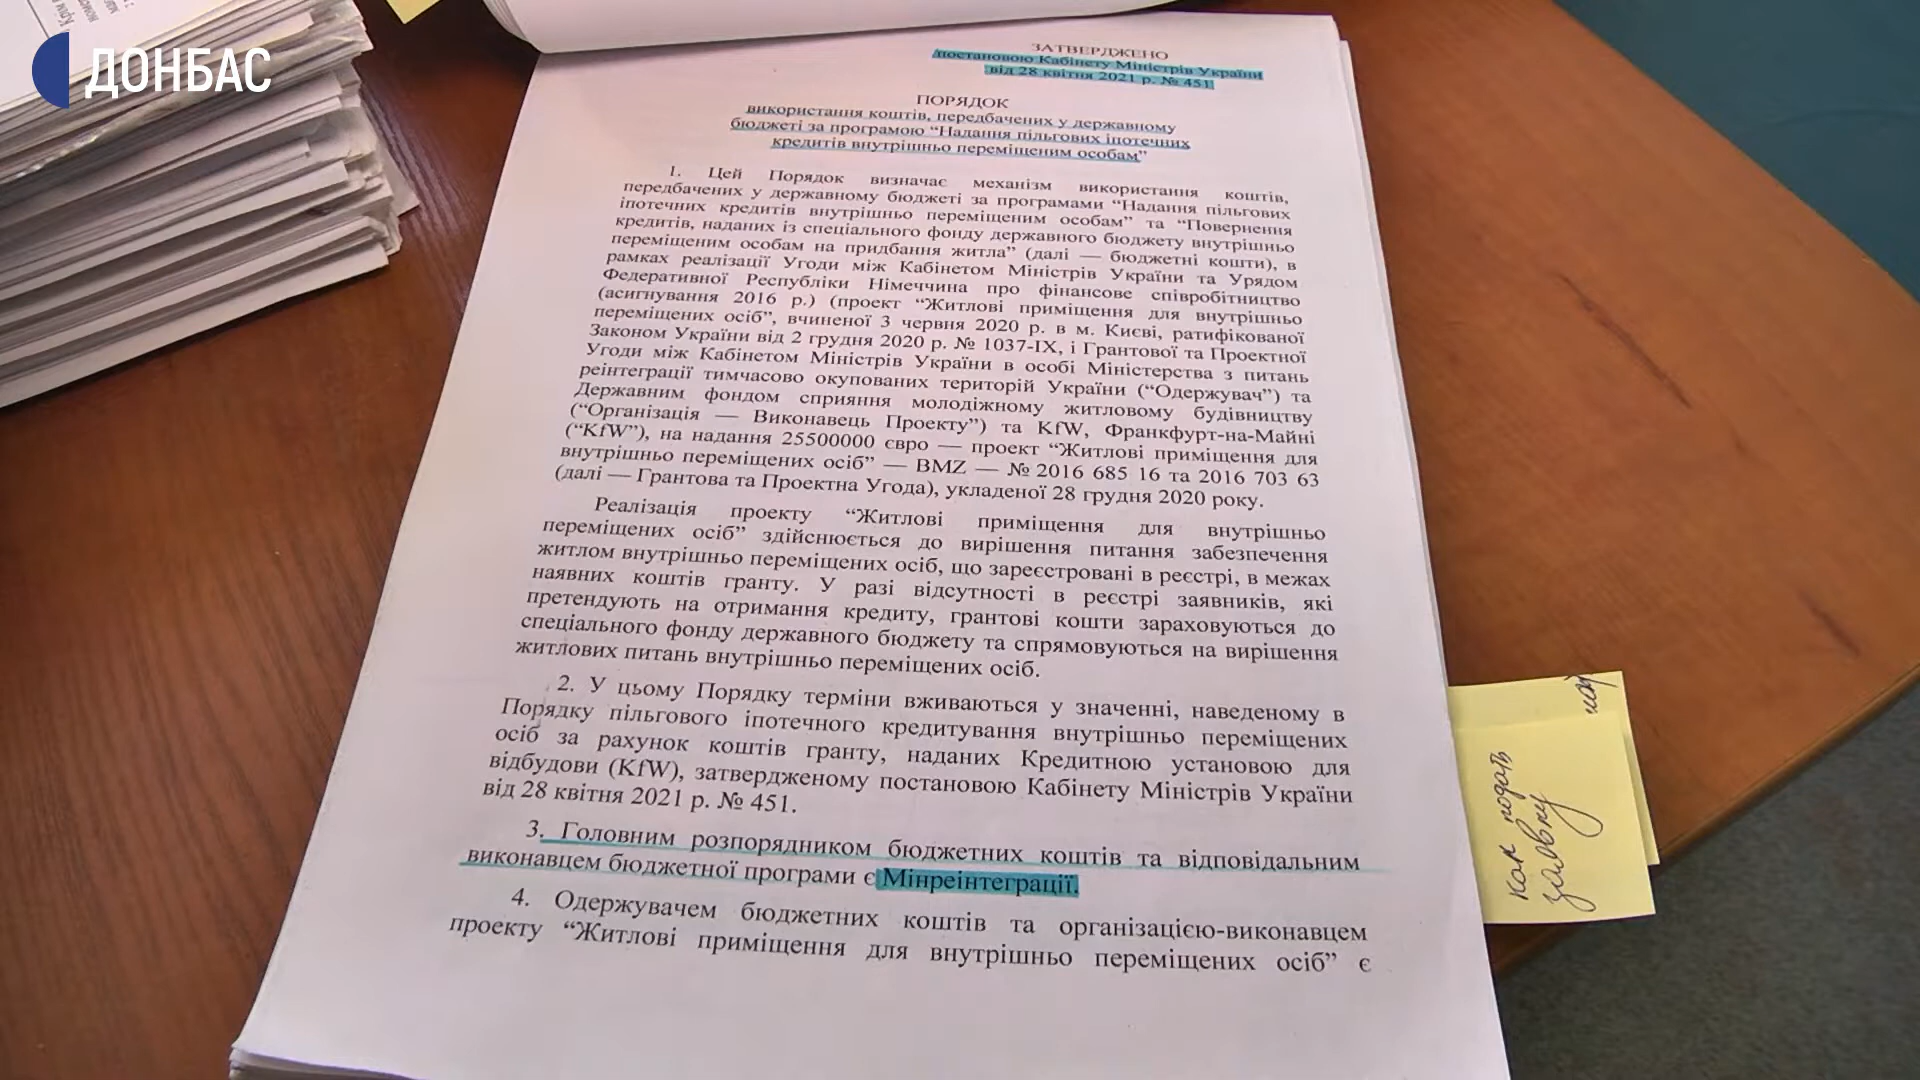 ДОНБАС
ЗАТВЕРДЖЕНО
постановою Кабінету Міністрів України
від 28 квітня 2021 р. № 451
ПОРЯДОК
використання коштів, передбачених у державному
бюджеті за програмою “Надання пільгових іпотечних
кредитів внутрішньо переміщеним особам”
1. Цей Порядок визначає механізм використання коштів,
передбачених у державному бюджеті за програмами “Надання пільгових
іпотечних кредитів внутрішньо переміщеним особам” та “Повернення
кредитів, наданих із спеціального фонду державного бюджету внутрішньо
переміщеним особам на придбання житла” (далі — бюджетні кошти), в
рамках реалізації Угоди між Кабінетом Міністрів України та Урядом
Федеративної Республіки Німеччина про фінансове співробітництво
(асигнування 2016 р.) (проект “Житлові приміщення для внутрішньо
переміщених осіб”, вчиненої 3 червня 2020 р. в м. Києві, ратифікованої
Законом України від 2 грудня 2020 р. № 1037-IX, і Грантової та Проектної
Угоди між Кабінетом Міністрів України в особі Міністерства з питань
реінтеграції тимчасово окупованих територій України (“Одержувач”) та
Державним фондом сприяння молодіжному житловому будівництву
(“Організація — Виконавець Проекту”) та KfW, Франкфурт-на-Майні
(“KfW”), на надання 25500000 євро — проект “Житлові приміщення для
внутрішньо переміщених осіб” — BMZ — № 2016 685 16 та 2016 703 63
(далі — Грантова та Проектна Угода), укладеної 28 грудня 2020 року.
Реалізація проекту “Житлові приміщення для внутрішньо
переміщених осіб” здійснюється до вирішення питання забезпечення
житлом внутрішньо переміщених осіб, що зареєстровані в реєстрі, в межах
наявних коштів гранту. У разі відсутності в реєстрі заявників, які
претендують на отримання кредиту, грантові кошти зараховуються до
спеціального фонду державного бюджету та спрямовуються на вирішення
житлових питань внутрішньо переміщених осіб.
2. У цьому Порядку терміни вживаються у значенні, наведеному в
Порядку пільгового іпотечного кредитування внутрішньо переміщених
осіб за рахунок коштів гранту, наданих Кредитною установою для
відбудови (KfW), затвердженому постановою Кабінету Міністрів України
від 28 квітня 2021 р. № 451.
3. Головним розпорядником бюджетних коштів та відповідальним
виконавцем бюджетної програми є Мінреінтеграції.
4. Одержувачем бюджетних коштів та організацією-виконавцем
проекту “Житлові приміщення для внутрішньо переміщених осіб” є
как подать
заявку